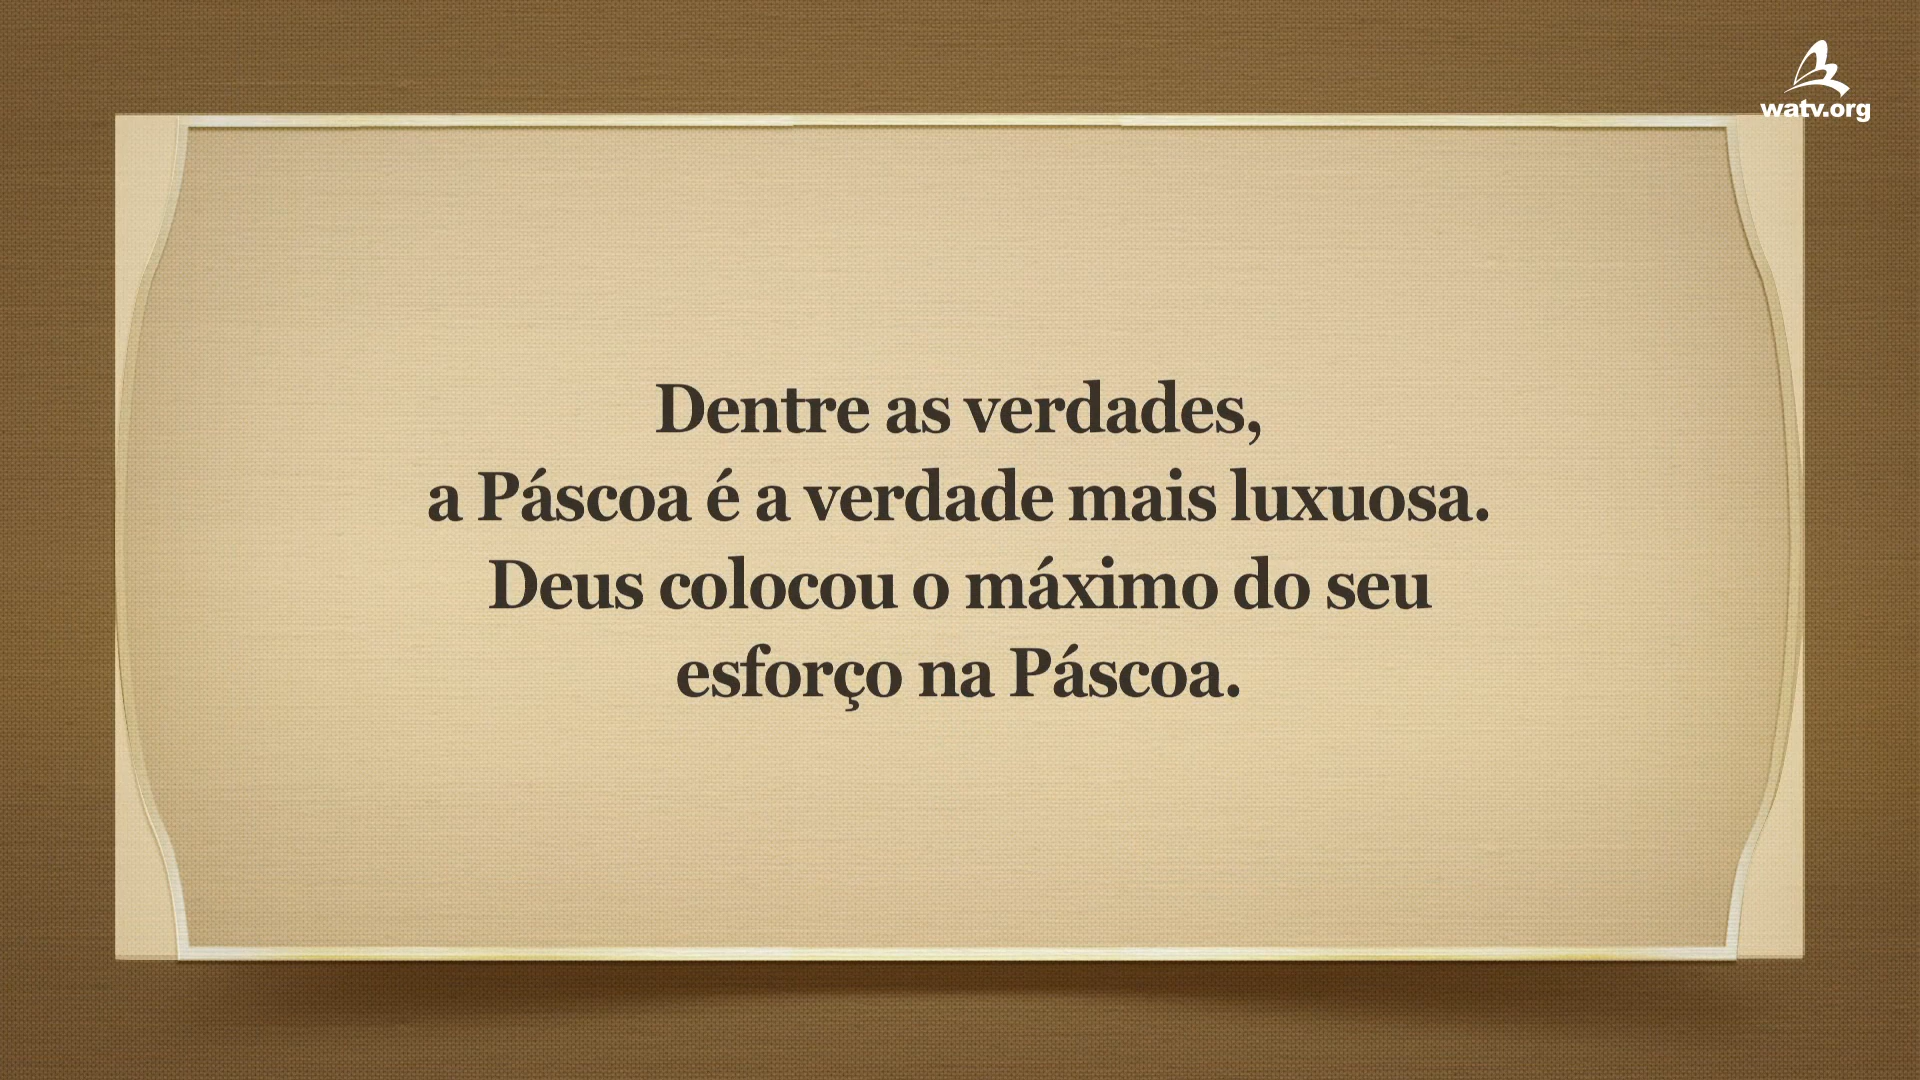 watv.org
Dentre as verdades,
a Páscoa é a verdade mais luxuosa.
Deus colocou o máximo do seu
esforço na Páscoa.